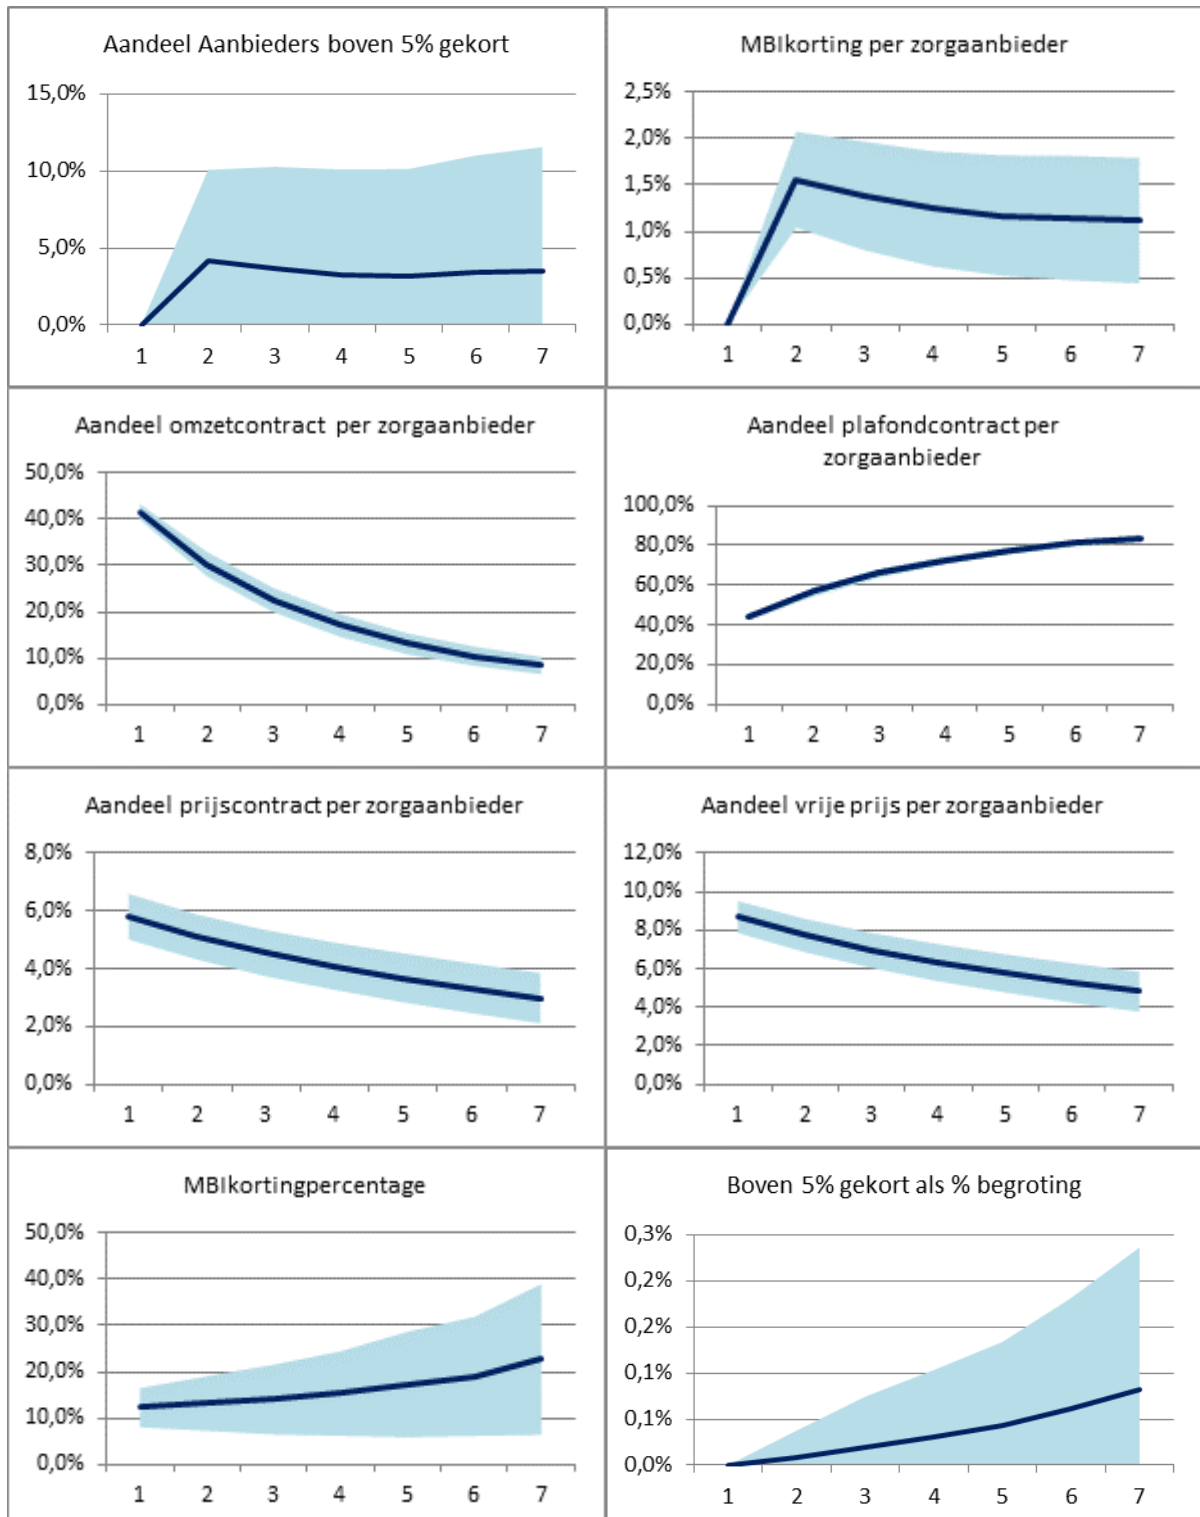 Aandeel Aanbieders boven 5% gekort
15,0%
10,0%
5,0%
0,0%
1 2 3 4 5 6 7
MBIkorting per zorgaanbieder
2,5%
2,0%
1,5%
1,0%
0,5%
0,0%
1 2 3 4 5 6 7
Aandeel omzetcontract per zorgaanbieder
50,0%
40,0%
30,0%
20,0%
10,0%
0,0%
1 2 3 4 5 6 7
Aandeel plafondcontract per
zorgaanbieder
100,0%
80,0%
60,0%
40,0%
20,0%
0,0%
1 2 3 4 5 6 7
Aandeel prijscontract per zorgaanbieder
8,0%
6,0%
4,0%
2,0%
0,0%
1 2 3 4 5 6 7
Aandeel vrije prijs per zorgaanbieder
12,0%
10,0%
8,0%
6,0%
4,0%
2,0%
0,0%
1 2 3 4 5 6 7
MBIkortingpercentage
50,0%
40,0%
30,0%
20,0%
10,0%
0,0%
1 2 3 4 5 6 7
Boven 5% gekort als % begroting
0,3%
0,2%
0,2%
0,1%
0,1%
0,0%
1 2 3 4 5 6 7